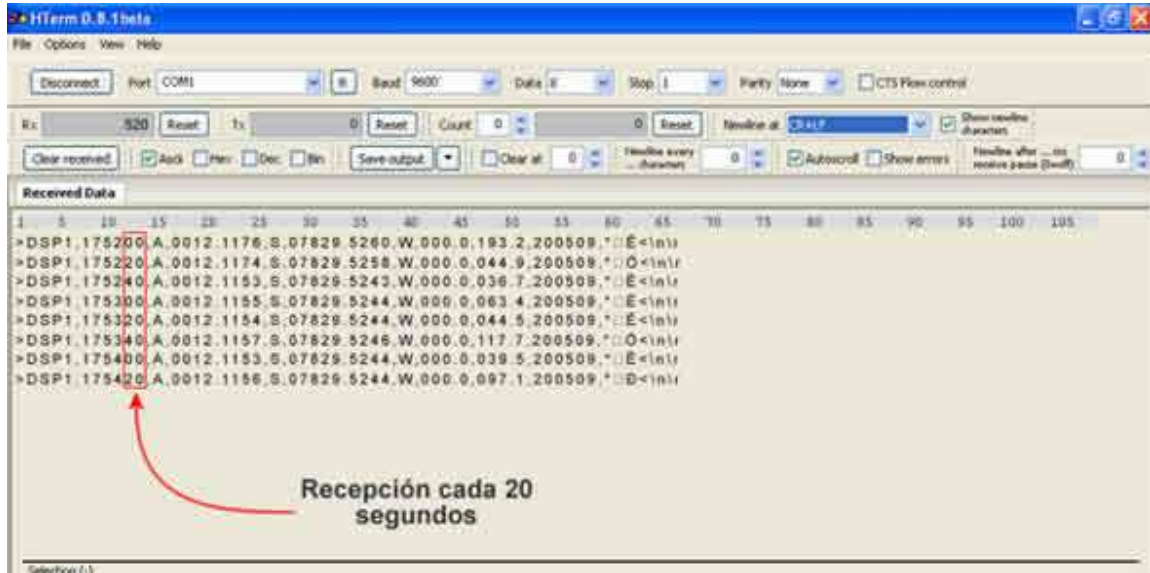 HTerm 0.8.1beta
File Options View Help
Disconnect Port COM1 R Baud 9600 Data 8 Stop 1 Parity None CTS Flow control
Rx 520 Reset Tx 0 Reset Count 0 0 Reset Newline at CR+LF Show newline characters
Clear received Ascii Hex Dec Bin Save output Clear at 0 Newline every ... characters 0 Autoscroll Show errors Newline after ... ms receive pause (0=off) 0
Received Data
1 5 10 15 20 25 30 35 40 45 50 55 60 65 70 75 80 85 90 95 100 105
>DSP1,175200,A,0012.1176,S,07829.5260,W,000.0,193.2,200509,*□É<\n\r
>DSP1,175220,A,0012.1174,S,07829.5258,W,000.0,044.9,200509,*□Ó<\n\r
>DSP1,175240,A,0012.1153,S,07829.5243,W,000.0,036.7,200509,*□É<\n\r
>DSP1,175300,A,0012.1155,S,07829.5244,W,000.0,063.4,200509,*□É<\n\r
>DSP1,175320,A,0012.1154,S,07829.5244,W,000.0,044.5,200509,*□É<\n\r
>DSP1,175340,A,0012.1157,S,07829.5246,W,000.0,117.7,200509,*□Ó<\n\r
>DSP1,175400,A,0012.1153,S,07829.5244,W,000.0,039.5,200509,*□É<\n\r
>DSP1,175420,A,0012.1156,S,07829.5244,W,000.0,097.1,200509,*□Đ<\n\r
Recepción cada 20
segundos
Selection (-)